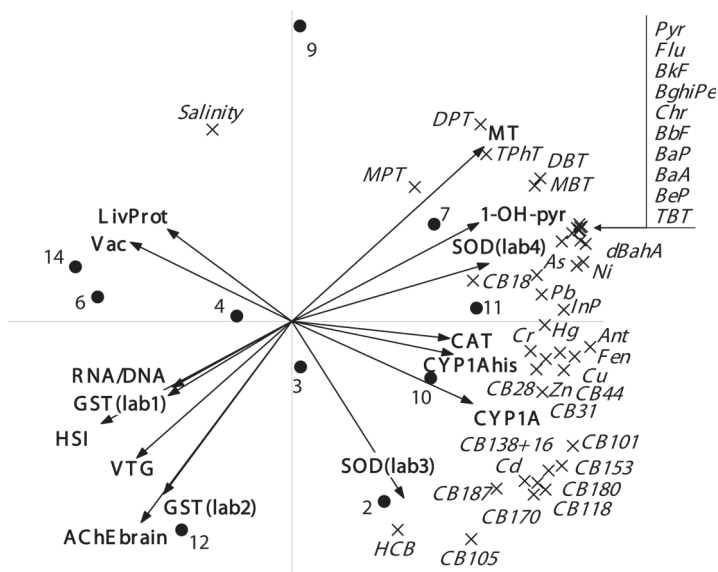 Pyr
Flu
BkF
BghiPe
Chr
BbF
BaP
BaA
BeP
TBT
9
Salinity
DPT
MT
TPhT
DBT
MPT
MBT
LivProt
7
1-OH-pyr
Vac
SOD(lab4)
dBahA
14
As
Ni
CB18
6
Pb
4
11
InP
Cr
Hg
Ant
CAT
CYP1Ahis
Fen
RNA/DNA
3
10
Cu
GST(lab1)
CB28
Zn
CB44
CB31
HSI
CYP1A
CB138+16
CB101
VTG
SOD(lab3)
Cd
CB153
CB187
CB180
GST(lab2)
2
CB170
CB118
AChEbrain
12
HCB
CB105